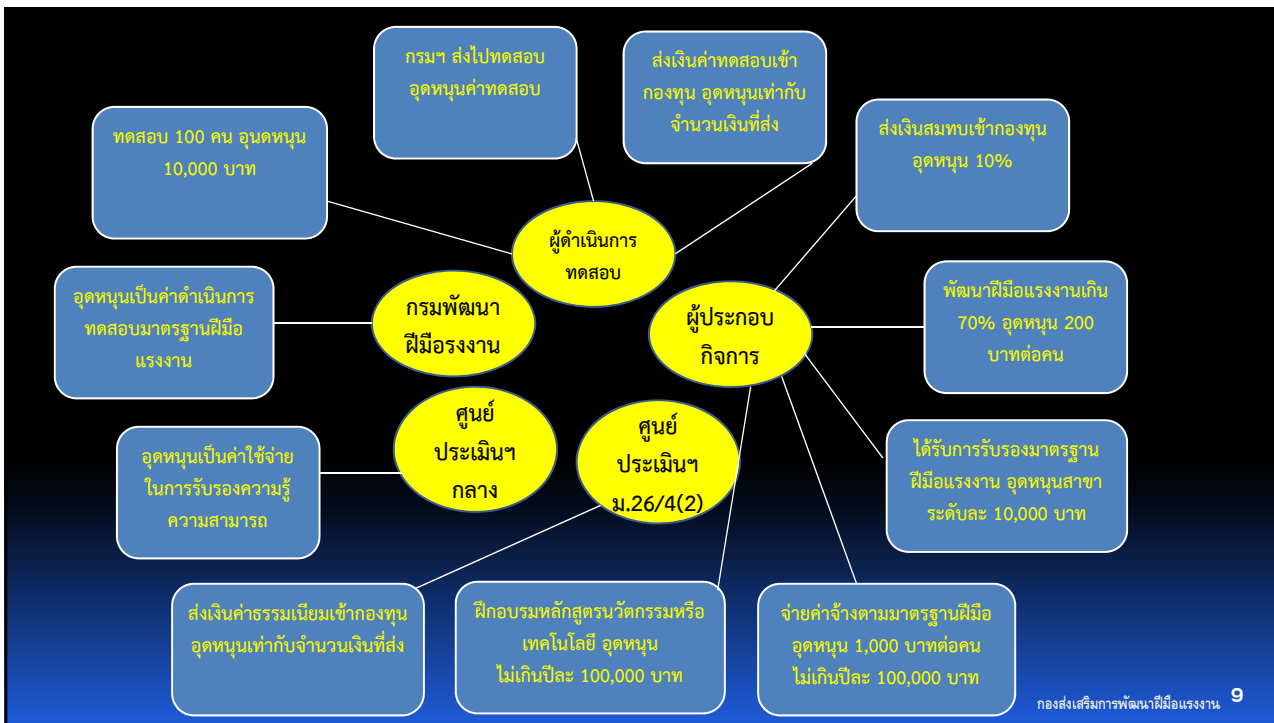 กรมฯ ส่งไปทดสอบ
อุดหนุนค่าทดสอบ
ส่งเงินค่าทดสอบเข้า
กองทุน อุดหนุนเท่ากับ
จำนวนเงินที่ส่ง
ทดสอบ 100 คน อุนดหนุน
10,000 บาท
ส่งเงินสมทบเข้ากองทุน
อุดหนุน 10%
ผู้ดำเนินการ
ทดสอบ
อุดหนุนเป็นค่าดำเนินการ
ทดสอบมาตรฐานฝีมือ
แรงงาน
กรมพัฒนา
ฝีมือรงงาน
ผู้ประกอบ
กิจการ
พัฒนาฝีมือแรงงานเกิน
70% อุดหนุน 200
บาทต่อคน
อุดหนุนเป็นค่าใช้จ่าย
ในการรับรองความรู้
ความสามารถ
ศูนย์
ประเมินฯ
กลาง
ศูนย์
ประเมินฯ
ม.26/4(2)
ได้รับการรับรองมาตรฐาน
ฝีมือแรงงาน อุดหนุนสาขา
ระดับละ 10,000 บาท
ส่งเงินค่าธรรมเนียมเข้ากองทุน
อุดหนุนเท่ากับจำนวนเงินที่ส่ง
ฝึกอบรมหลักสูตรนวัตกรรมหรือ
เทคโนโลยี อุดหนุน
ไม่เกินปีละ 100,000 บาท
จ่ายค่าจ้างตามมาตรฐานฝีมือ
อุดหนุน 1,000 บาทต่อคน
ไม่เกินปีละ 100,000 บาท
กองส่งเสริมการพัฒนาฝีมือแรงงาน 9